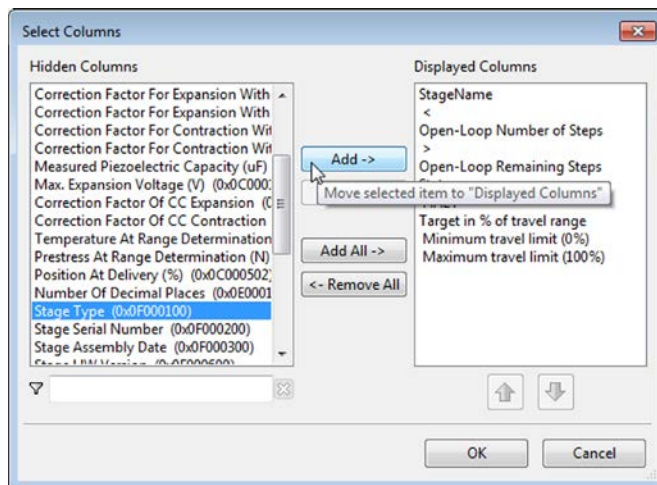 Select Columns
Hidden Columns
Correction Factor For Expansion With
Correction Factor For Expansion With
Correction Factor For Contraction Wit
Correction Factor For Contraction Wit
Measured Piezoelectric Capacity (uF)
Max. Expansion Voltage (V) (0x0C000
Correction Factor Of CC Expansion (0
Correction Factor Of CC Contraction
Temperature At Range Determination
Prestress At Range Determination (N)
Position At Delivery (%) (0x0C000502)
Number Of Decimal Places (0x0E0001
Stage Type (0x0F000100)
Stage Serial Number (0x0F000200)
Stage Assembly Date (0x0F000300)
Add ->
Move selected item to "Displayed Columns"
Add All ->
<- Remove All
Displayed Columns
StageName
<
Open-Loop Number of Steps
>
Open-Loop Remaining Steps
Target in % of travel range
Minimum travel limit (0%)
Maximum travel limit (100%)
OK
Cancel